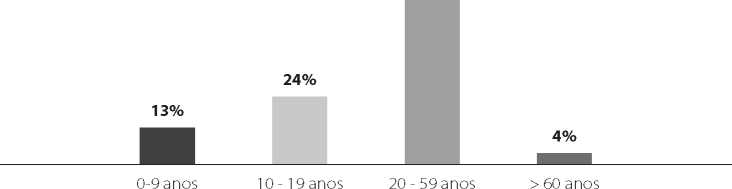 24%
13%
4%
0-9 anos
10 - 19 anos
20 - 59 anos
> 60 anos